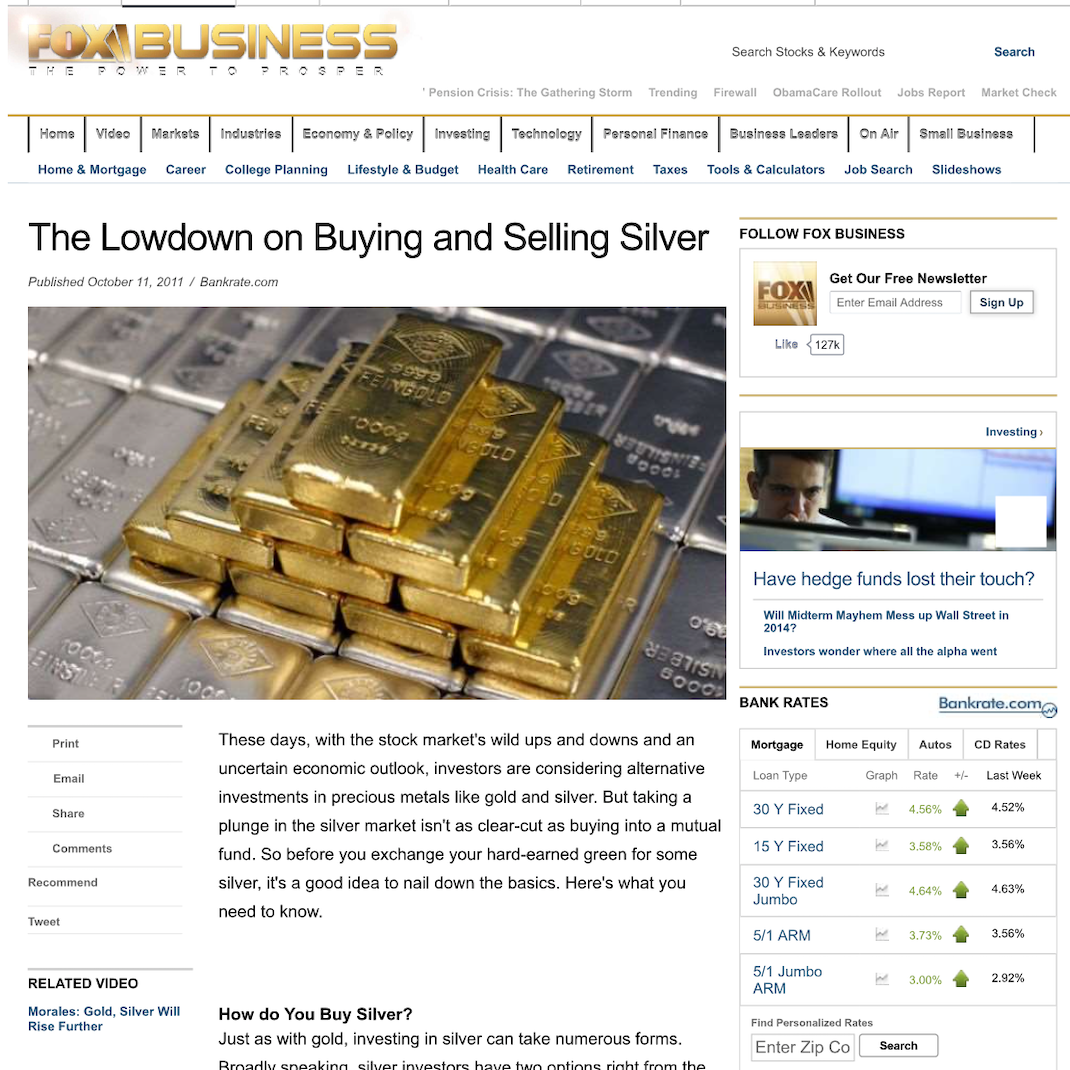 FOX BUSINESS
THE POWER TO PROSPER
Search Stocks & Keywords
Search
' Pension Crisis: The Gathering Storm Trending Firewall ObamaCare Rollout Jobs Report Market Check
Home Video Markets Industries Economy & Policy Investing Technology Personal Finance Business Leaders On Air Small Business
Home & Mortgage Career College Planning Lifestyle & Budget Health Care Retirement Taxes Tools & Calculators Job Search Slideshows
The Lowdown on Buying and Selling Silver
Published October 11, 2011 / Bankrate.com
9999
FEINGOLD
1000g
GOLD
GOLD
1000g
FEINSILBER
1000g
Print
Email
Share
Comments
Recommend
Tweet
RELATED VIDEO
Morales: Gold, Silver Will
Rise Further
These days, with the stock market's wild ups and downs and an
uncertain economic outlook, investors are considering alternative
investments in precious metals like gold and silver. But taking a
plunge in the silver market isn't as clear-cut as buying into a mutual
fund. So before you exchange your hard-earned green for some
silver, it's a good idea to nail down the basics. Here's what you
need to know.
How do You Buy Silver?
Just as with gold, investing in silver can take numerous forms.
Broadly speaking, silver investors have two options right from the
FOLLOW FOX BUSINESS
FOX
BUSINESS
Get Our Free Newsletter
Enter Email Address
Sign Up
Like 127k
Investing ›
Have hedge funds lost their touch?
Will Midterm Mayhem Mess up Wall Street in
2014?
Investors wonder where all the alpha went
BANK RATES
Bankrate.com
Mortgage Home Equity Autos CD Rates
Loan Type Graph Rate +/- Last Week
30 Y Fixed 4.56% 4.52%
15 Y Fixed 3.58% 3.56%
30 Y Fixed
Jumbo 4.64% 4.63%
5/1 ARM 3.73% 3.56%
5/1 Jumbo
ARM 3.00% 2.92%
Find Personalized Rates
Enter Zip Co
Search